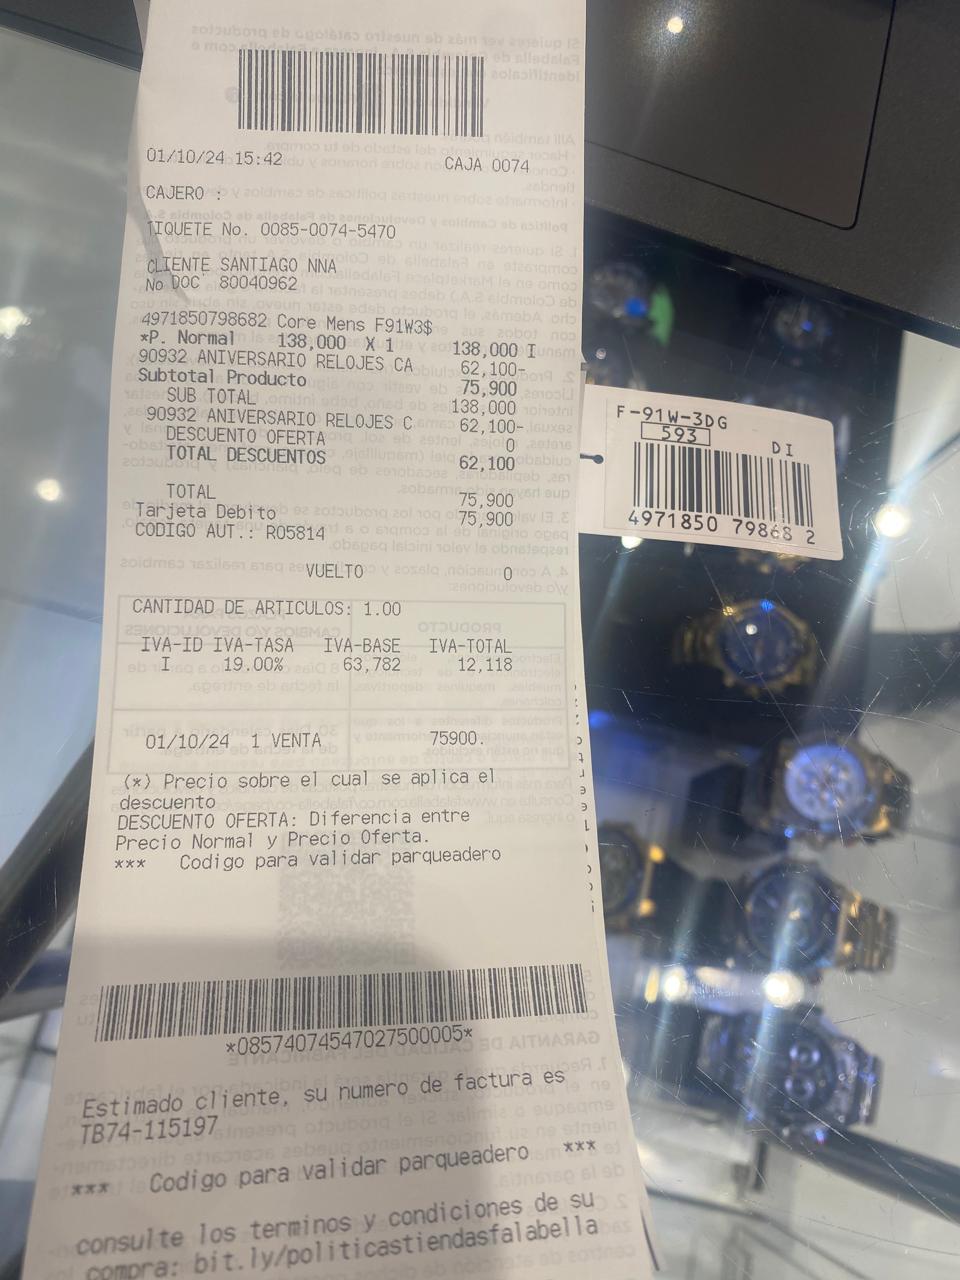 01/10/24 15:42 CAJA 0074
CAJERO :
TIQUETE No. 0085-0074-5470
CLIENTE SANTIAGO NNA
No DOC 80040962
4971850798682 Core Mens F91W3$
*P. Normal 138,000 X 1 138,000 I
90932 ANIVERSARIO RELOJES CA 62,100-
Subtotal Producto 75,900
SUB TOTAL 138,000
90932 ANIVERSARIO RELOJES C 62,100-
DESCUENTO OFERTA 0
TOTAL DESCUENTOS 62,100
TOTAL 75,900
Tarjeta Debito 75,900
CODIGO AUT.: R05814
VUELTO 0
CANTIDAD DE ARTICULOS: 1.00
IVA-ID IVA-TASA IVA-BASE IVA-TOTAL
I 19.00% 63,782 12,118
01/10/24 1 VENTA 75900.
(*) Precio sobre el cual se aplica el
descuento
DESCUENTO OFERTA: Diferencia entre
Precio Normal y Precio Oferta.
*** Codigo para validar parqueadero
*08574074547027500005*
Estimado cliente, su numero de factura es
TB74-115197
*** Codigo para validar parqueadero ***
consulte los terminos y condiciones de su
compra: bit.ly/politicastiendasfalabella
F-91W-3DG
593 DI
4971850 79868 2